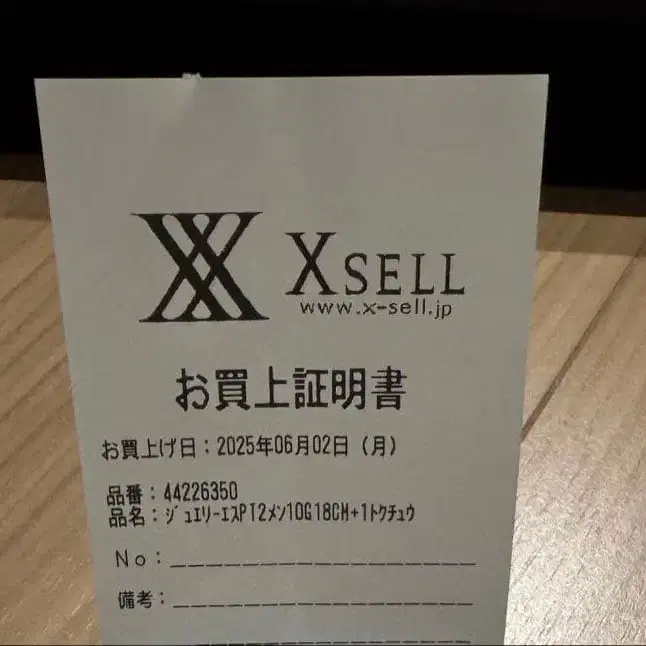 XSELL
www.x-sell.jp
お買上証明書
お買上げ日：2025年06月02日（月）
品番：44226350
品名：ｼﾞｭｴﾘｰｴｽPT2ﾒﾝ10G18CM+1ﾄｸﾁｭｳ
No：
備考：